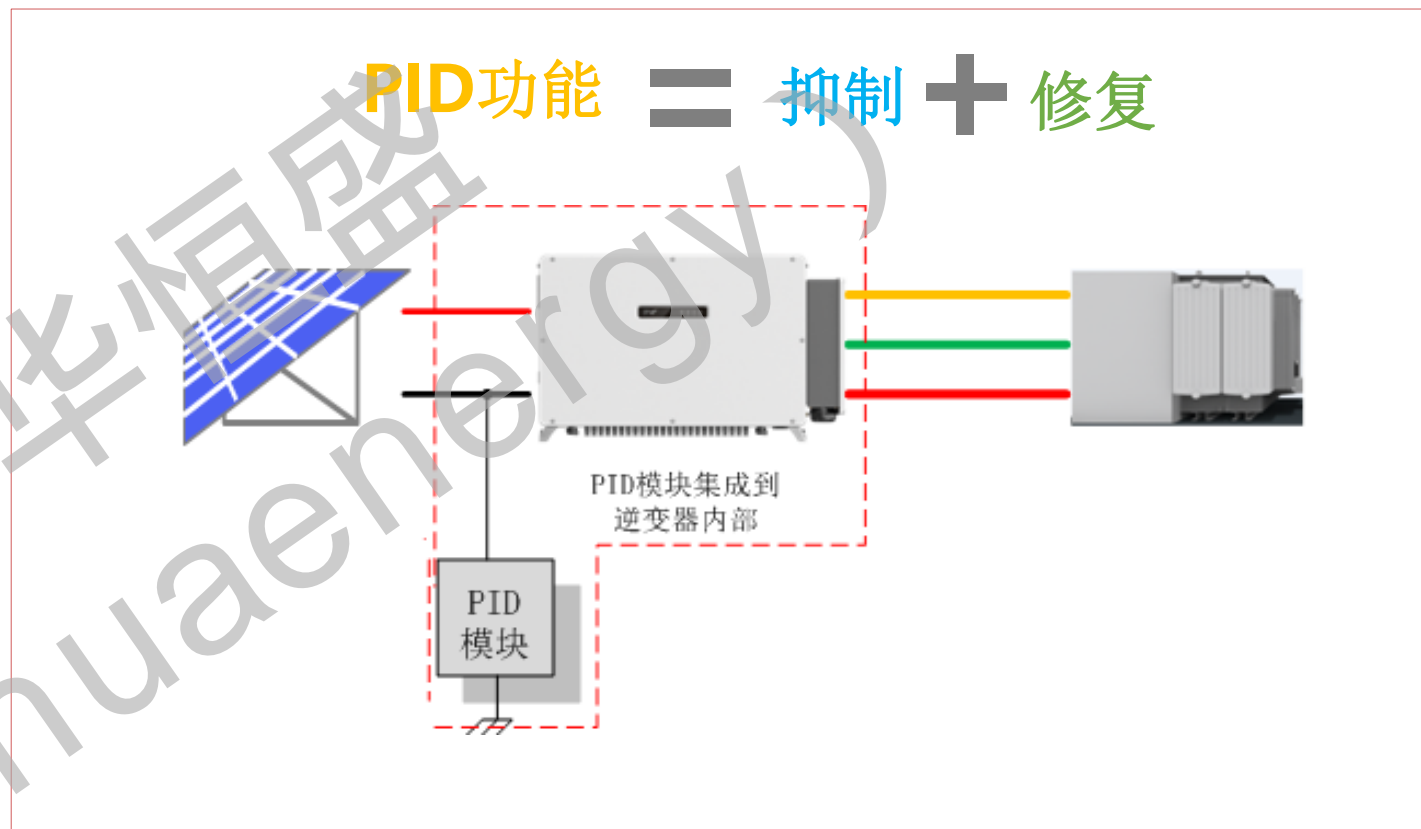 PID功能 = 抑制 + 修复
PID模块集成到
逆变器内部
PID
模块
华恒盛
huaenergy）